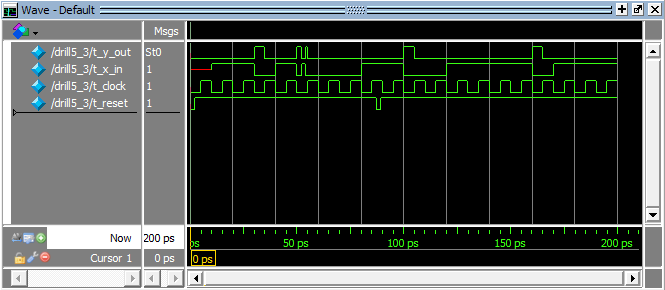 Wave - Default
Msgs
/drill5_3/t_y_out St0
/drill5_3/t_x_in 1
/drill5_3/t_clock 1
/drill5_3/t_reset 1
Now 200 ps ps 50 ps 100 ps 150 ps 200 ps
Cursor 1 0 ps 0 ps